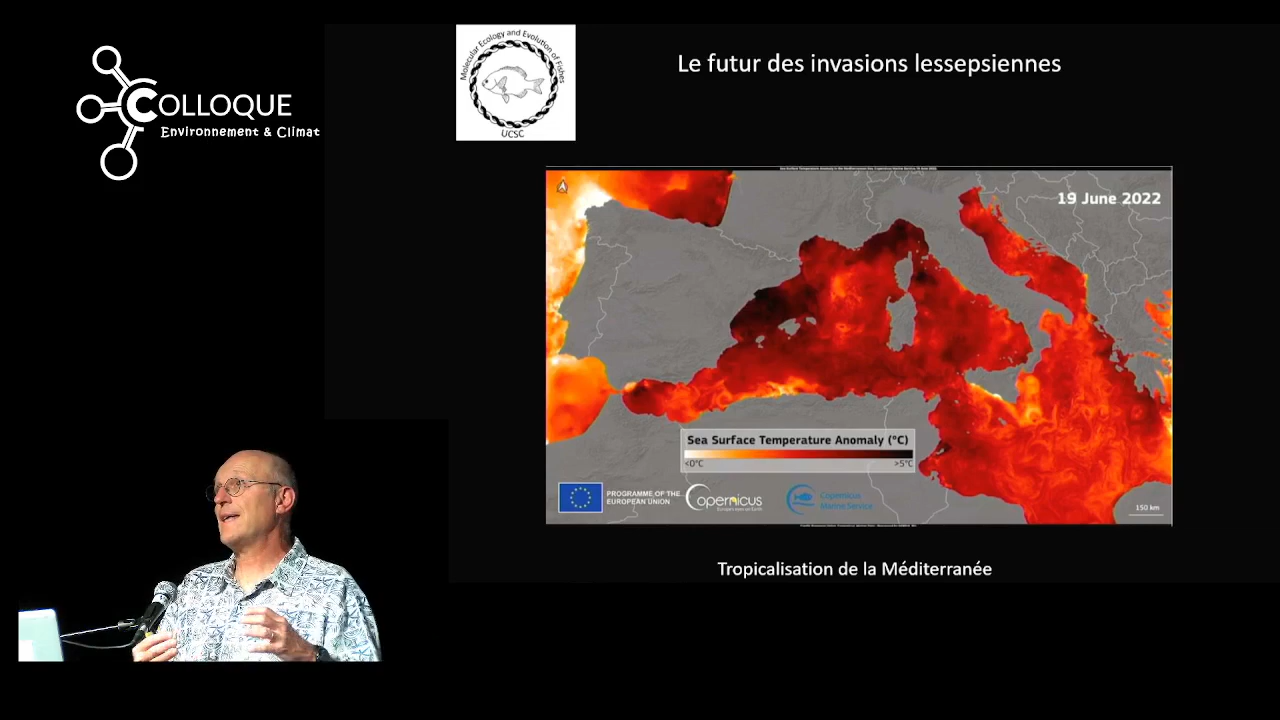 COLLOQUE
Environnement & Climat
Molecular Ecology and Evolution of Fishes
UCSC
Le futur des invasions lessepsiennes
19 June 2022
Sea Surface Temperature Anomaly (°C)
<0°C
>5°C
PROGRAMME OF THE
EUROPEAN UNION
Copernicus
Europe's eyes on Earth
Copernicus
Marine Service
150 km
Tropicalisation de la Méditerranée